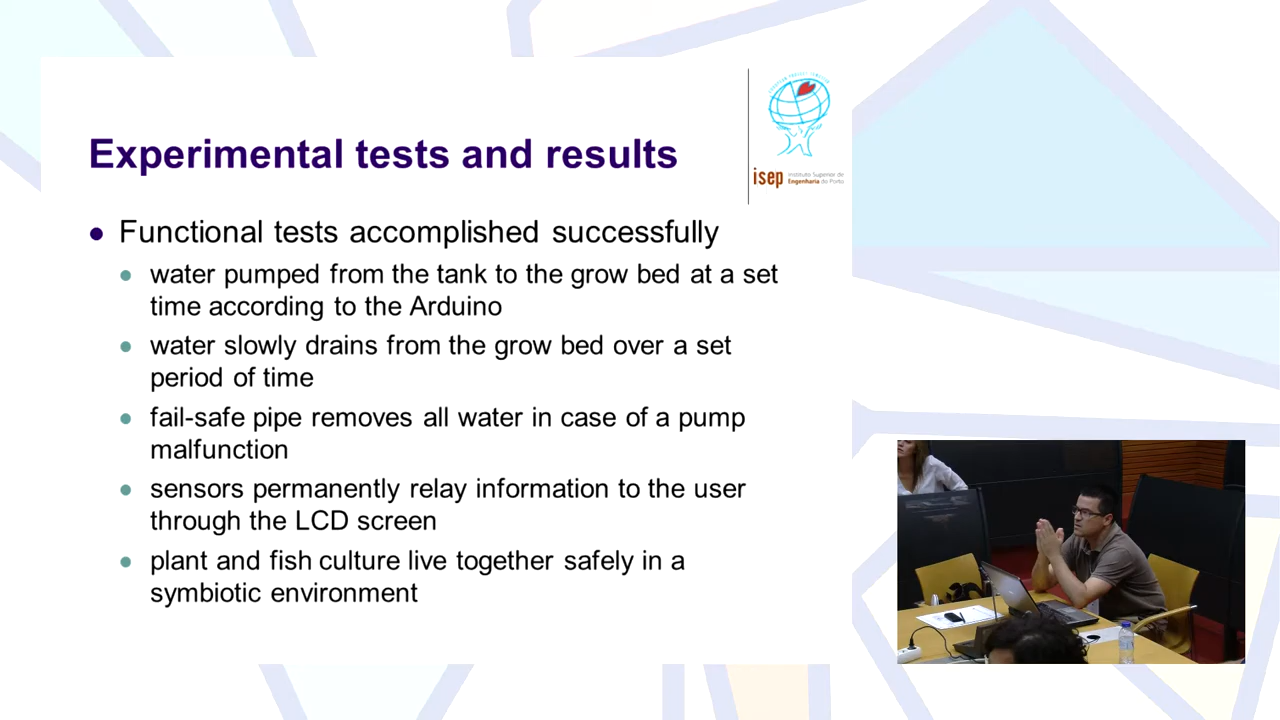 Experimental tests and results
isep Instituto Superior de
Engenharia do Porto
Functional tests accomplished successfully
water pumped from the tank to the grow bed at a set
time according to the Arduino
water slowly drains from the grow bed over a set
period of time
fail-safe pipe removes all water in case of a pump
malfunction
sensors permanently relay information to the user
through the LCD screen
plant and fish culture live together safely in a
symbiotic environment